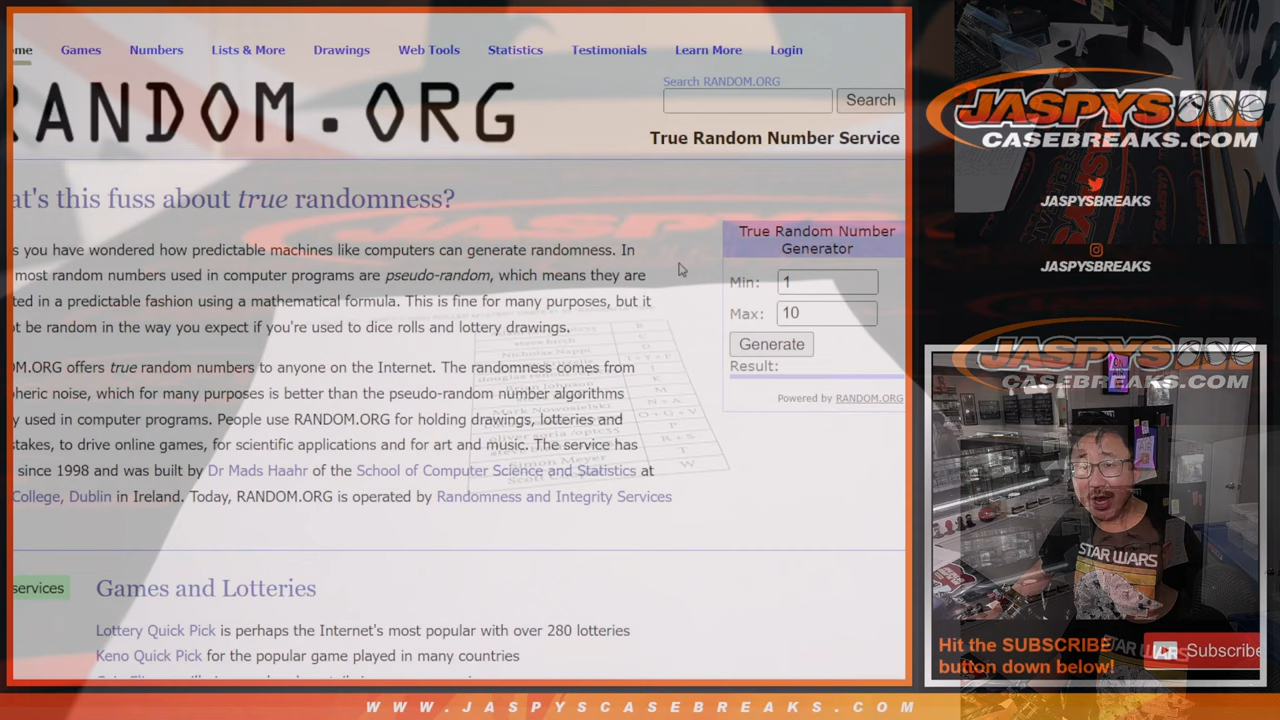 ome Games Numbers Lists & More Drawings Web Tools Statistics Testimonials Learn More Login
RANDOM.ORG
Search RANDOM.ORG
Search
True Random Number Service
at's this fuss about true randomness?
s you have wondered how predictable machines like computers can generate randomness. In
most random numbers used in computer programs are pseudo-random, which means they are
ted in a predictable fashion using a mathematical formula. This is fine for many purposes, but it
t be random in the way you expect if you're used to dice rolls and lottery drawings.
OM.ORG offers true random numbers to anyone on the Internet. The randomness comes from
pheric noise, which for many purposes is better than the pseudo-random number algorithms
y used in computer programs. People use RANDOM.ORG for holding drawings, lotteries and
stakes, to drive online games, for scientific applications and for art and music. The service has
since 1998 and was built by Dr Mads Haahr of the School of Computer Science and Statistics at
College, Dublin in Ireland. Today, RANDOM.ORG is operated by Randomness and Integrity Services
True Random Number
Generator
Min: 1
Max: 10
Generate
Result:
Powered by RANDOM.ORG
steve birch C
Nicholas Nappi D
I + Y + P
Johnson K
Mark Nowosielski N + A
O + G + V
P
R + S
Simon Meyer T
W
services
Games and Lotteries
Lottery Quick Pick is perhaps the Internet's most popular with over 280 lotteries
Keno Quick Pick for the popular game played in many countries
JASPYS
CASEBREAKS.COM
JASPYSBREAKS
JASPYSBREAKS
JASPYS
CASEBREAKS.COM
STAR WARS
Hit the SUBSCRIBE
button down below!
Subscribe
WWW.JASPYSCASEBREAKS.COM